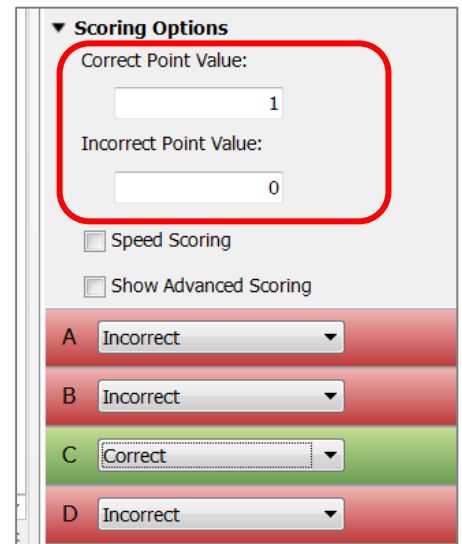 Scoring Options
Correct Point Value:
1
Incorrect Point Value:
0
Speed Scoring
Show Advanced Scoring
A Incorrect
B Incorrect
C Correct
D Incorrect